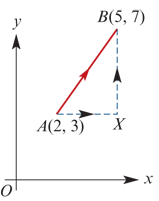 B(5, 7)
y
A(2, 3)
X
O
x